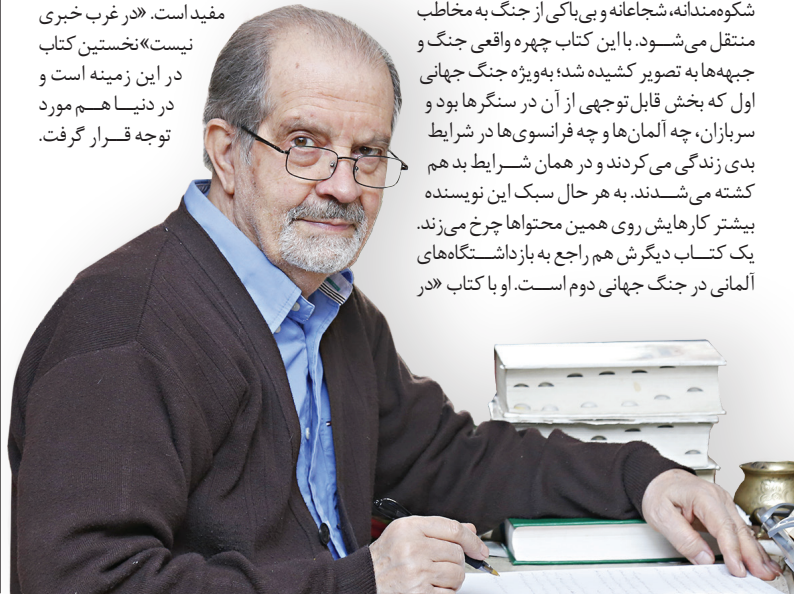 شکوه‌مندانه، شجاعانه و بی‌باکی از جنگ به مخاطب
منتقل می‌شود. با این کتاب چهره واقعی جنگ و
جبهه‌ها به تصویر کشیده شد؛ به‌ویژه جنگ جهانی
اول که بخش قابل توجهی از آن در سنگرها بود و
سربازان، چه آلمان‌ها و چه فرانسوی‌ها در شرایط
بدی زندگی می‌کردند و در همان شرایط بد هم
کشته می‌شدند. به هر حال سبک این نویسنده
بیشتر کارهایش روی همین محتواها چرخ می‌زند.
یک کتاب دیگرش هم راجع به بازداشتگاه‌های
آلمانی در جنگ جهانی دوم است. او با کتاب «در
مفید است. «در غرب خبری
نیست» نخستین کتاب
در این زمینه است و
در دنیا هم مورد
توجه قرار گرفت.